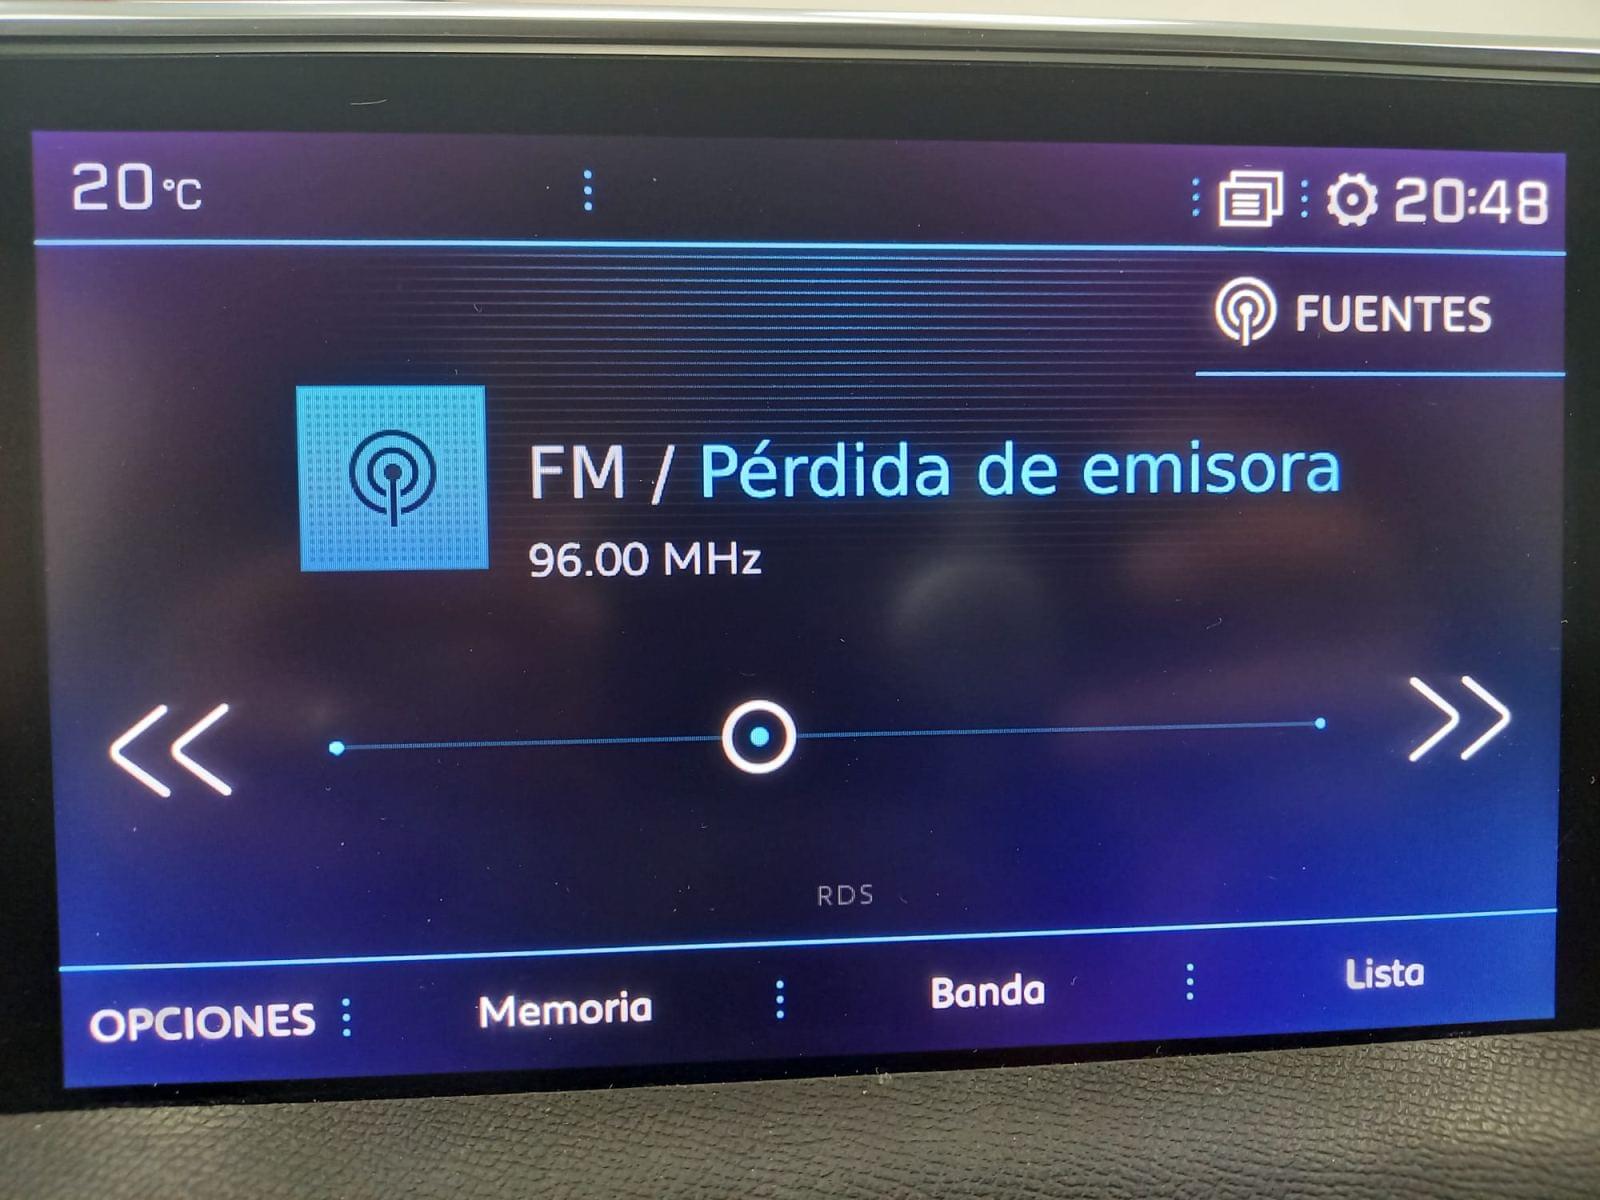 20 °C
20:48
FUENTES
FM / Pérdida de emisora
96.00 MHz
RDS
OPCIONES
Memoria
Banda
Lista